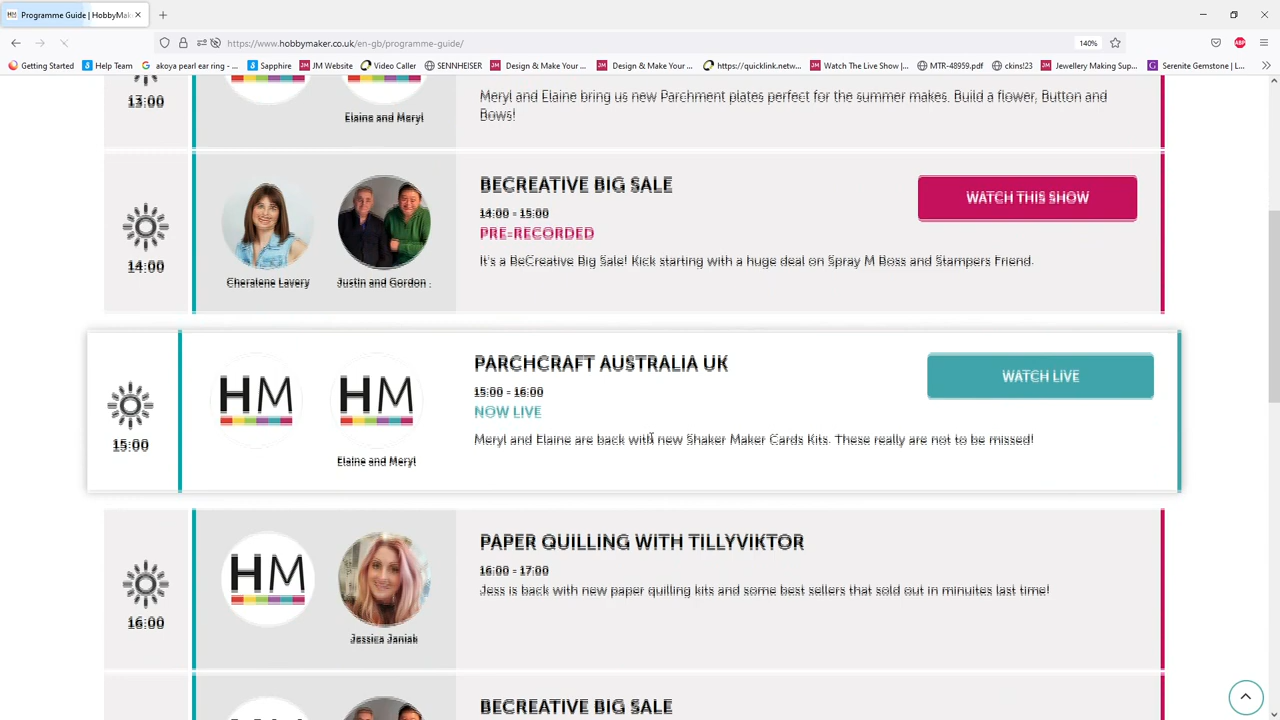 Programme Guide | HobbyMak
https://www.hobbymaker.co.uk/en-gb/programme-guide/
140%
ABP
Getting Started
Help Team
akoya pearl ear ring - ...
Sapphire
JM Website
Video Caller
SENNHEISER
Design & Make Your ...
Design & Make Your ...
https://quicklink.netw...
Watch The Live Show |...
MTR-48959.pdf
ckins!23
Jewellery Making Sup...
Serenite Gemstone | L...
13:00
Elaine and Meryl
Meryl and Elaine bring us new Parchment plates perfect for the summer makes. Build a flower, Button and
Bows!
14:00
Cheralene Lavery
Justin and Gordon .
BECREATIVE BIG SALE
14:00 - 15:00
PRE-RECORDED
It's a BeCreative Big Sale! Kick starting with a huge deal on Spray M Boss and Stampers Friend.
WATCH THIS SHOW
15:00
HM
HM
Elaine and Meryl
PARCHCRAFT AUSTRALIA UK
15:00 - 16:00
NOW LIVE
Meryl and Elaine are back with new Shaker Maker Cards Kits. These really are not to be missed!
WATCH LIVE
16:00
HM
Jessica Janiak
PAPER QUILLING WITH TILLYVIKTOR
16:00 - 17:00
Jess is back with new paper quilling kits and some best sellers that sold out in minutes last time!
BECREATIVE BIG SALE